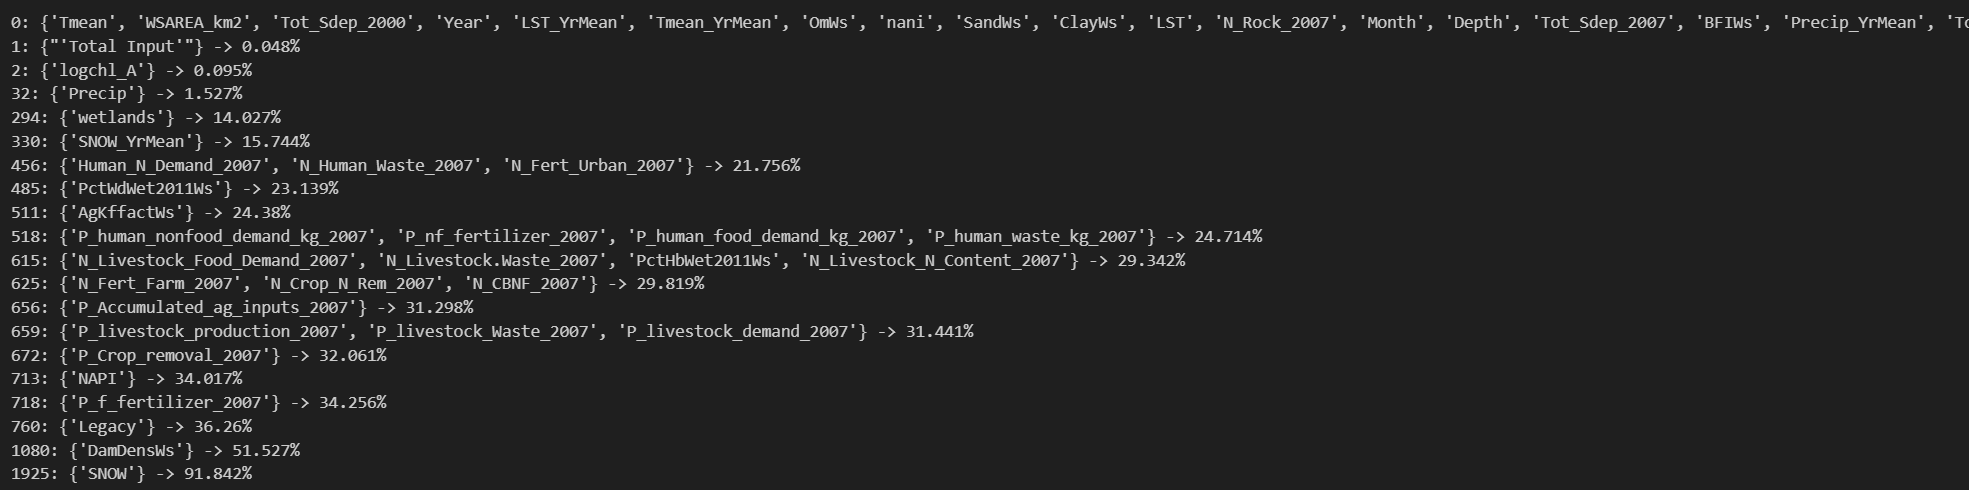 0: {'Tmean', 'WSAREA_km2', 'Tot_Sdep_2000', 'Year', 'LST_YrMean', 'Tmean_YrMean', 'OmWs', 'nani', 'SandWs', 'ClayWs', 'LST', 'N_Rock_2007', 'Month', 'Depth', 'Tot_Sdep_2007', 'BFIWs', 'Precip_YrMean',
1: {"'Total Input'"} -> 0.048%
2: {'logchl_A'} -> 0.095%
32: {'Precip'} -> 1.527%
294: {'wetlands'} -> 14.027%
330: {'SNOW_YrMean'} -> 15.744%
456: {'Human_N_Demand_2007', 'N_Human_Waste_2007', 'N_Fert_Urban_2007'} -> 21.756%
485: {'PctWdWet2011Ws'} -> 23.139%
511: {'AgKffactWs'} -> 24.38%
518: {'P_human_nonfood_demand_kg_2007', 'P_nf_fertilizer_2007', 'P_human_food_demand_kg_2007', 'P_human_waste_kg_2007'} -> 24.714%
615: {'N_Livestock_Food_Demand_2007', 'N_Livestock.Waste_2007', 'PctHbWet2011Ws', 'N_Livestock_N_Content_2007'} -> 29.342%
625: {'N_Fert_Farm_2007', 'N_Crop_N_Rem_2007', 'N_CBNF_2007'} -> 29.819%
656: {'P_Accumulated_ag_inputs_2007'} -> 31.298%
659: {'P_livestock_production_2007', 'P_livestock_Waste_2007', 'P_livestock_demand_2007'} -> 31.441%
672: {'P_Crop_removal_2007'} -> 32.061%
713: {'NAPI'} -> 34.017%
718: {'P_f_fertilizer_2007'} -> 34.256%
760: {'Legacy'} -> 36.26%
1080: {'DamDensWs'} -> 51.527%
1925: {'SNOW'} -> 91.842%